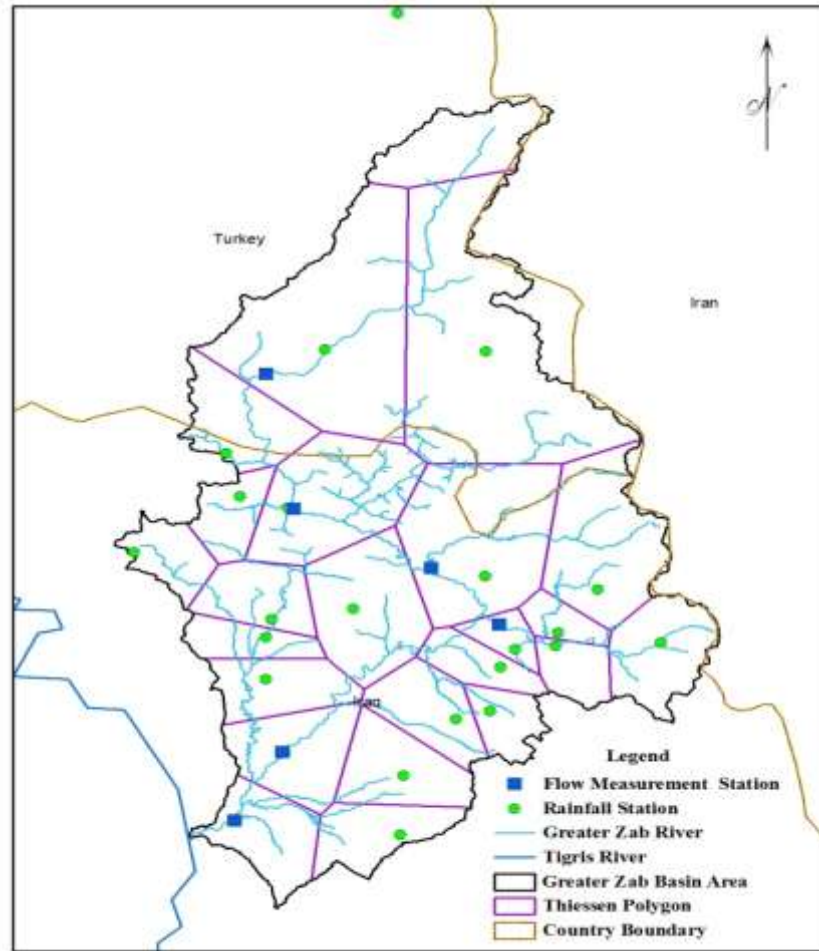 N
Turkey
Iran
Iraq
Legend
Flow Measurement Station
Rainfall Station
Greater Zab River
Tigris River
Greater Zab Basin Area
Thiessen Polygon
Country Boundary